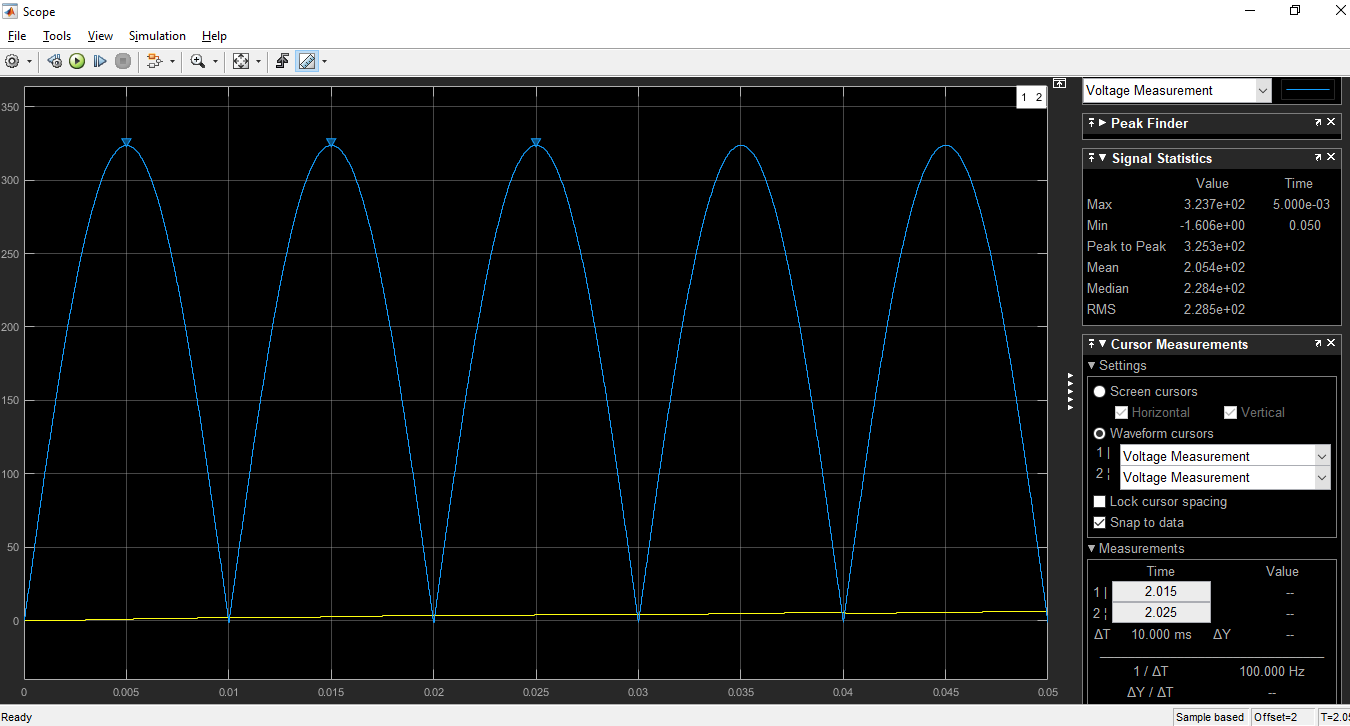 Scope
File Tools View Simulation Help
1 2
350
300
250
200
150
100
50
0
0 0.005 0.01 0.015 0.02 0.025 0.03 0.035 0.04 0.045 0.05
Voltage Measurement
Peak Finder
Signal Statistics
Value Time
Max 3.237e+02 5.000e-03
Min -1.606e+00 0.050
Peak to Peak 3.253e+02
Mean 2.054e+02
Median 2.284e+02
RMS 2.285e+02
Cursor Measurements
Settings
Screen cursors
Horizontal Vertical
Waveform cursors
1 Voltage Measurement
2 Voltage Measurement
Lock cursor spacing
Snap to data
Measurements
Time Value
1 | 2.015 --
2 ¦ 2.025 --
ΔT 10.000 ms ΔY --
1 / ΔT 100.000 Hz
ΔY / ΔT --
Ready Sample based Offset=2